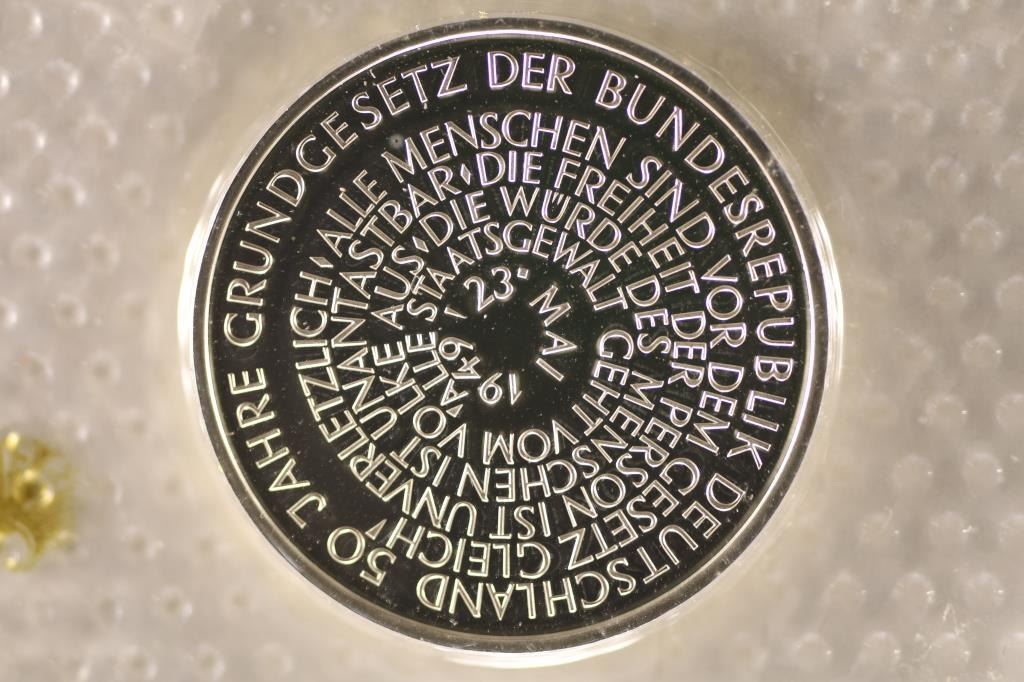 50 JAHRE GRUNDGESETZ DER BUNDESREPUBLIK DEUTSCHLAND
ALLE MENSCHEN SIND VOR DEM GESETZ GLEICH
DIE FREIHEIT DER PERSON IST UNVERLETZLICH
DIE WÜRDE DES MENSCHEN IST UNANTASTBAR
ALLE STAATSGEWALT GEHT VOM VOLKE AUS
23. MAI 1949